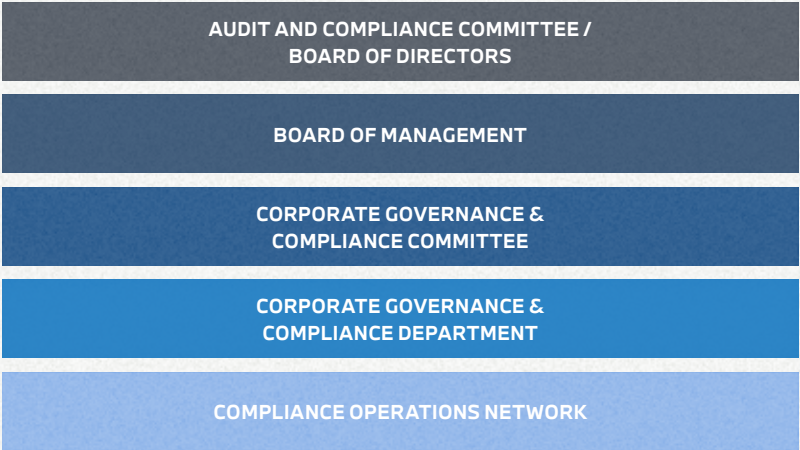 AUDIT AND COMPLIANCE COMMITTEE /
BOARD OF DIRECTORS
BOARD OF MANAGEMENT
CORPORATE GOVERNANCE &
COMPLIANCE COMMITTEE
CORPORATE GOVERNANCE &
COMPLIANCE DEPARTMENT
COMPLIANCE OPERATIONS NETWORK